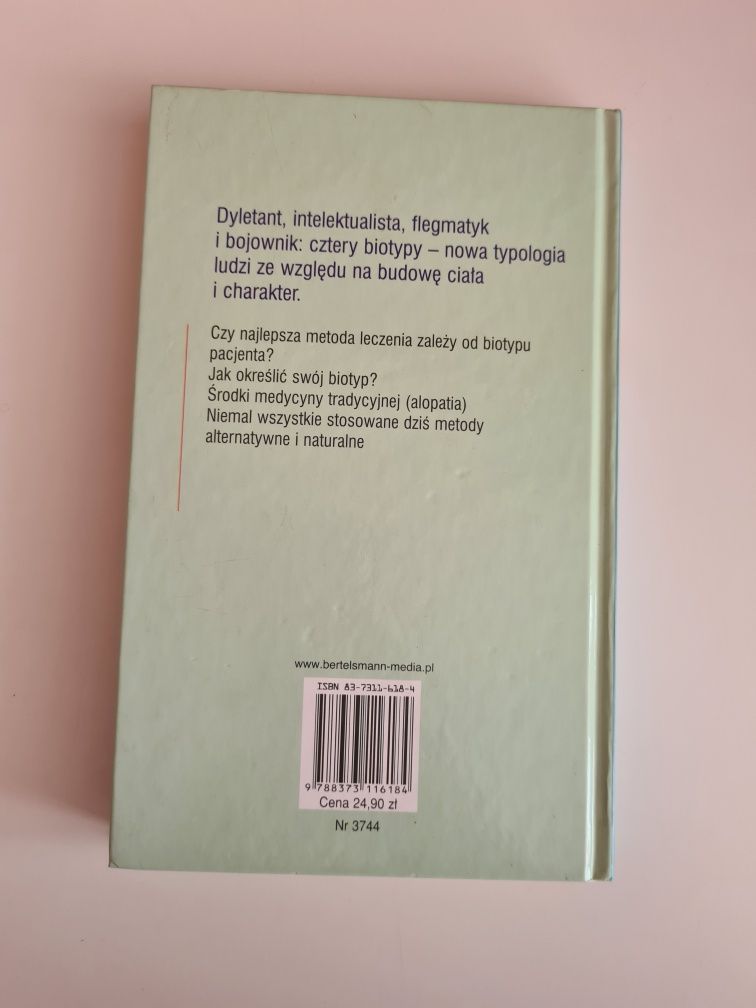 Dyletant, intelektualista, flegmatyk
i bojownik: cztery biotypy – nowa typologia
ludzi ze względu na budowę ciała
i charakter.
Czy najlepsza metoda leczenia zależy od biotypu
pacjenta?
Jak określić swój biotyp?
Środki medycyny tradycyjnej (alopatia)
Niemal wszystkie stosowane dziś metody
alternatywne i naturalne
www.bertelsmann-media.pl
ISBN 83-7311-618-4
9 788373 116184
Cena 24,90 zł
Nr 3744